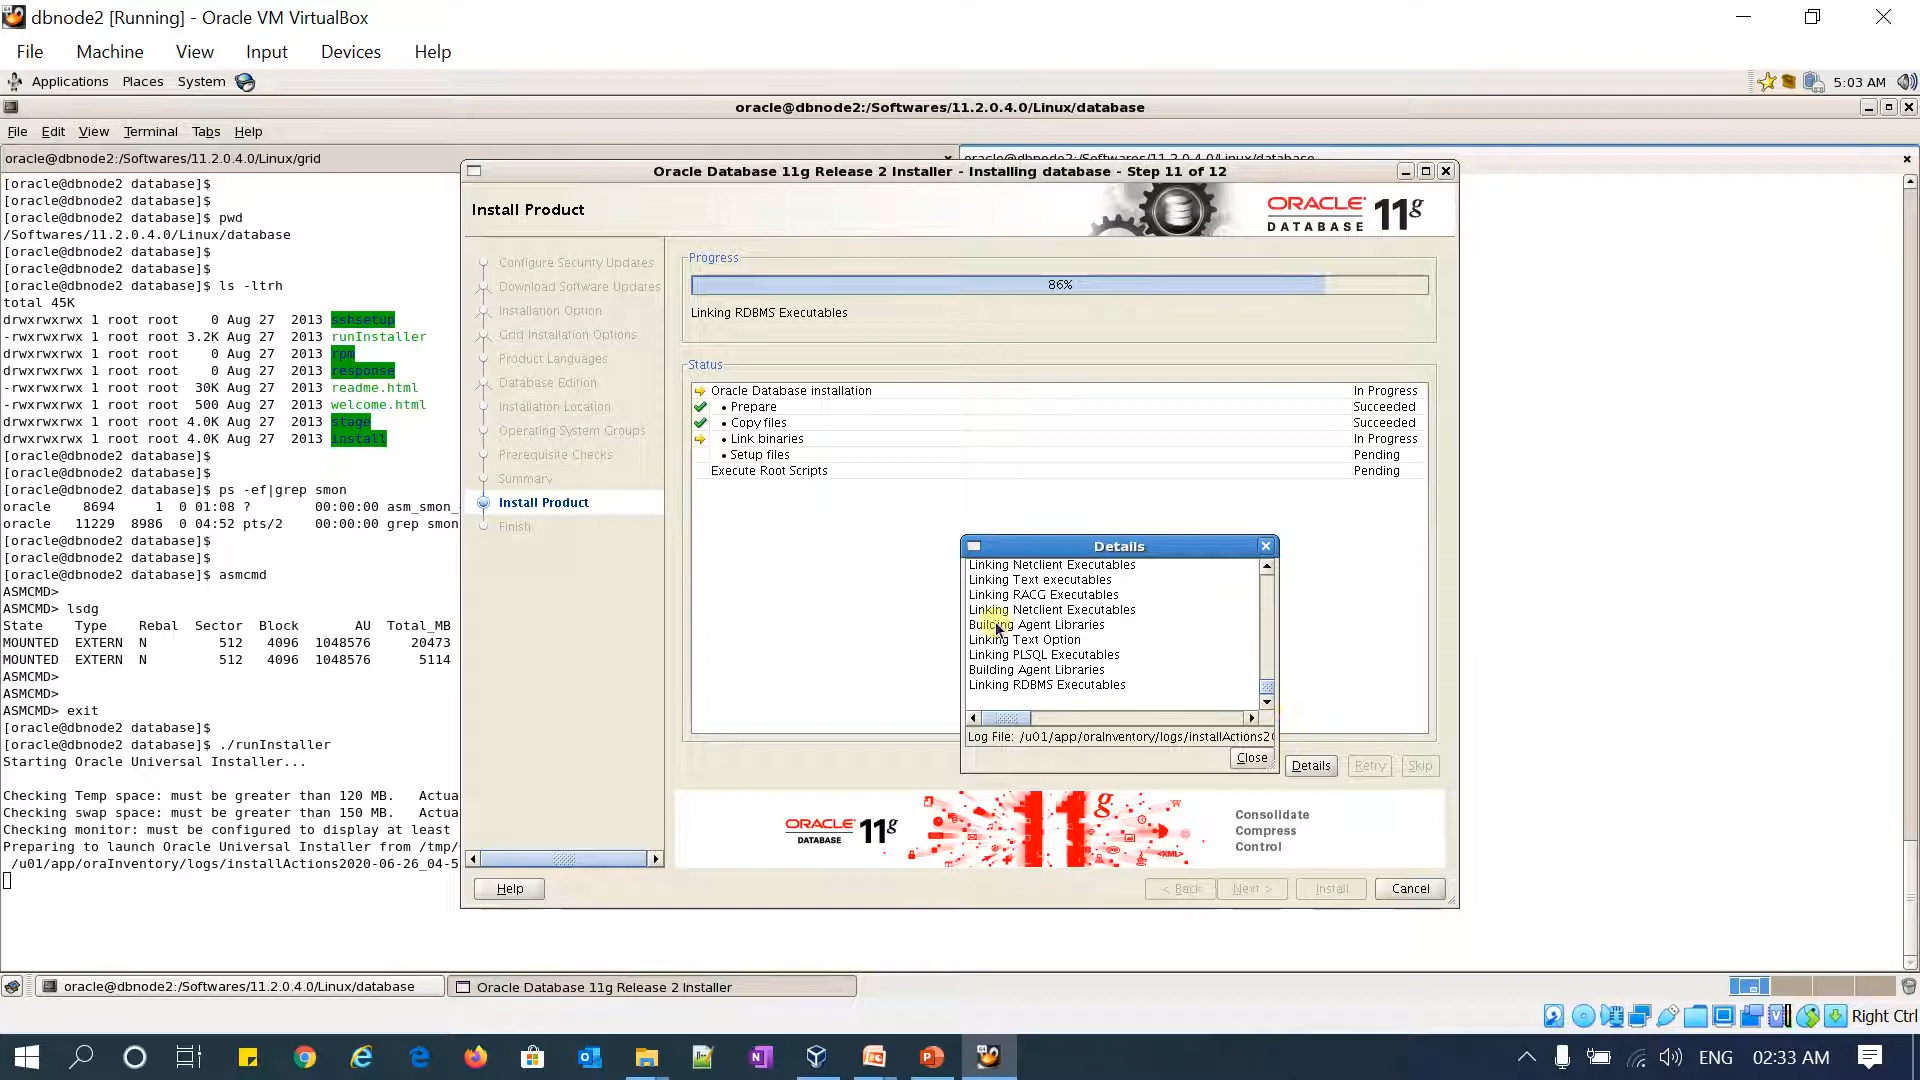 dbnode2 [Running] - Oracle VM VirtualBox
File Machine View Input Devices Help
Applications Places System
5:03 AM
oracle@dbnode2:/Softwares/11.2.0.4.0/Linux/database
File Edit View Terminal Tabs Help
oracle@dbnode2:/Softwares/11.2.0.4.0/Linux/grid
oracle@dbnode2:/Softwares/11.2.0.4.0/Linux/database
[oracle@dbnode2 database]$
[oracle@dbnode2 database]$
[oracle@dbnode2 database]$ pwd
/Softwares/11.2.0.4.0/Linux/database
[oracle@dbnode2 database]$
[oracle@dbnode2 database]$
[oracle@dbnode2 database]$ ls -ltrh
total 45K
drwxrwxrwx 1 root root 0 Aug 27 2013 sshsetup
-rwxrwxrwx 1 root root 3.2K Aug 27 2013 runInstaller
drwxrwxrwx 1 root root 0 Aug 27 2013 rpm
drwxrwxrwx 1 root root 0 Aug 27 2013 response
-rwxrwxrwx 1 root root 30K Aug 27 2013 readme.html
-rwxrwxrwx 1 root root 500 Aug 27 2013 welcome.html
drwxrwxrwx 1 root root 4.0K Aug 27 2013 stage
drwxrwxrwx 1 root root 4.0K Aug 27 2013 install
[oracle@dbnode2 database]$
[oracle@dbnode2 database]$
[oracle@dbnode2 database]$ ps -ef|grep smon
oracle 8694 1 0 01:08 ? 00:00:00 asm_smon_
oracle 11229 8986 0 04:52 pts/2 00:00:00 grep smon
[oracle@dbnode2 database]$
[oracle@dbnode2 database]$
[oracle@dbnode2 database]$ asmcmd
ASMCMD>
ASMCMD> lsdg
State Type Rebal Sector Block AU Total_MB
MOUNTED EXTERN N 512 4096 1048576 20473
MOUNTED EXTERN N 512 4096 1048576 5114
ASMCMD>
ASMCMD>
ASMCMD> exit
[oracle@dbnode2 database]$
[oracle@dbnode2 database]$ ./runInstaller
Starting Oracle Universal Installer...
Checking Temp space: must be greater than 120 MB. Actua
Checking swap space: must be greater than 150 MB. Actua
Checking monitor: must be configured to display at least
Preparing to launch Oracle Universal Installer from /tmp/
/u01/app/oraInventory/logs/installActions2020-06-26_04-5
Oracle Database 11g Release 2 Installer - Installing database - Step 11 of 12
Install Product
ORACLE
DATABASE 11g
Configure Security Updates
Download Software Updates
Installation Option
Grid Installation Options
Product Languages
Database Edition
Installation Location
Operating System Groups
Prerequisite Checks
Summary
Install Product
Finish
Progress
86%
Linking RDBMS Executables
Status
Oracle Database installation In Progress
• Prepare Succeeded
• Copy files Succeeded
• Link binaries In Progress
• Setup files Pending
Execute Root Scripts Pending
Details
Linking Netclient Executables
Linking Text executables
Linking RACG Executables
Linking Netclient Executables
Building Agent Libraries
Linking Text Option
Linking PLSQL Executables
Building Agent Libraries
Linking RDBMS Executables
Log File: /u01/app/oraInventory/logs/installActions2
Close
Details Retry Skip
ORACLE
DATABASE 11g
11g
<XML>
Consolidate
Compress
Control
Help
< Back Next > Install Cancel
oracle@dbnode2:/Softwares/11.2.0.4.0/Linux/database
Oracle Database 11g Release 2 Installer
Right Ctrl
ENG 02:33 AM